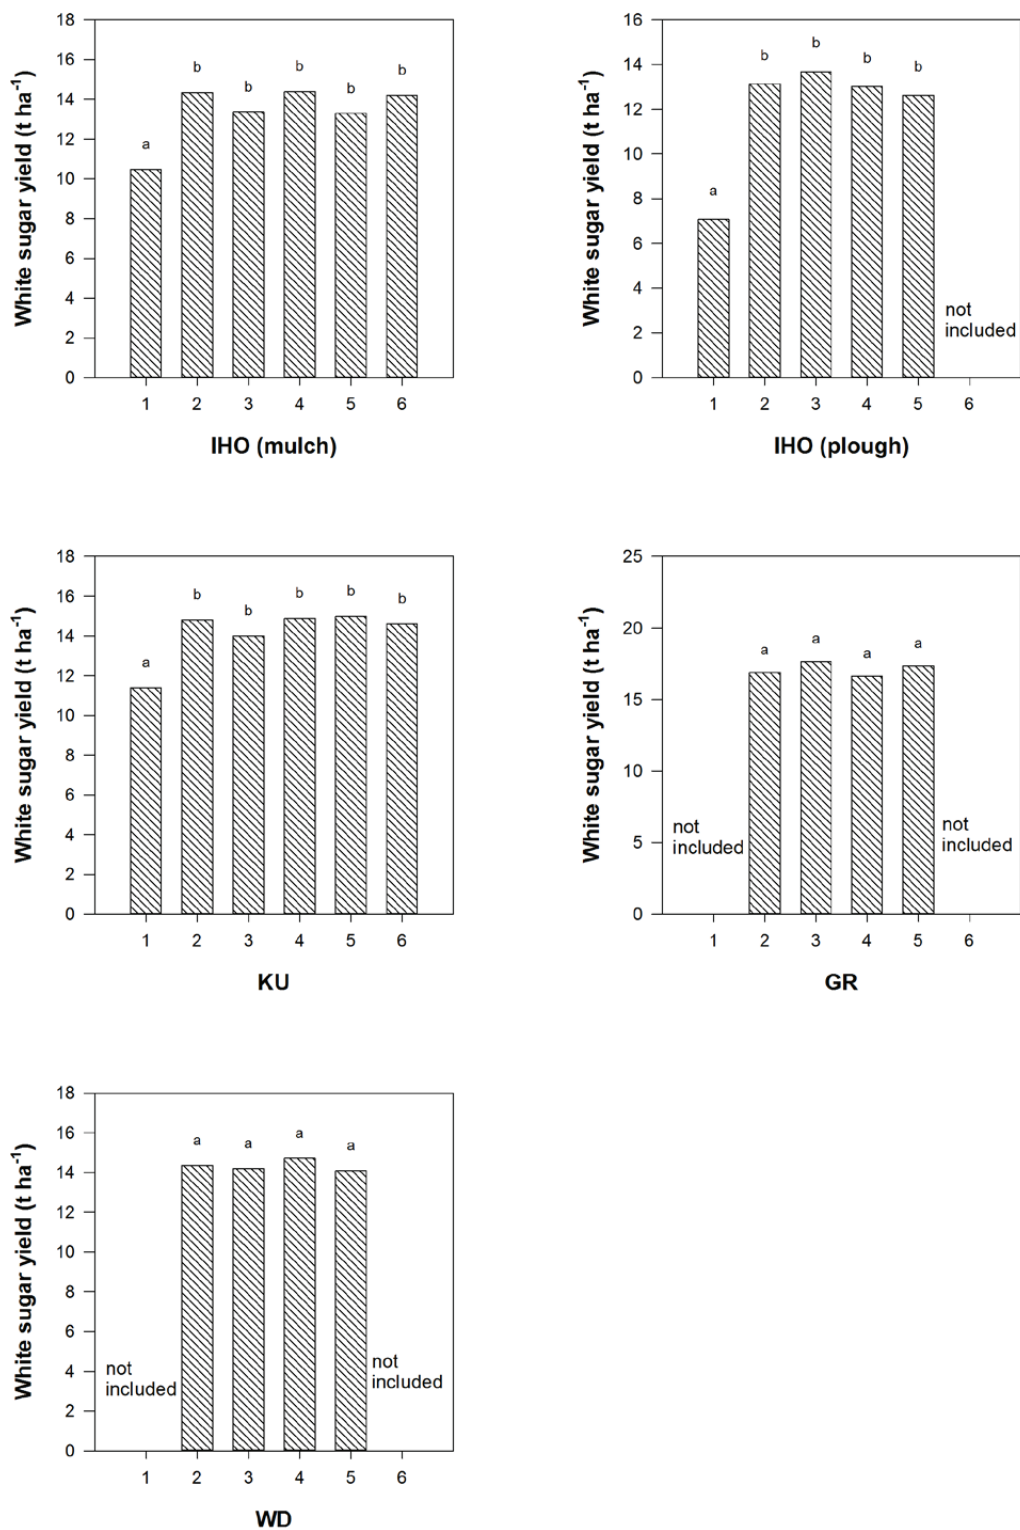 18
16
14
12
10
8
6
4
2
0
White sugar yield (t ha⁻¹)
a
b
b
b
b
b
1 2 3 4 5 6
IHO (mulch)
16
14
12
10
8
6
4
2
0
White sugar yield (t ha⁻¹)
a
b
b
b
b
not
included
1 2 3 4 5 6
IHO (plough)
18
16
14
12
10
8
6
4
2
0
White sugar yield (t ha⁻¹)
a
b
b
b
b
b
1 2 3 4 5 6
KU
25
20
15
10
5
0
White sugar yield (t ha⁻¹)
not
included
a
a
a
a
not
included
1 2 3 4 5 6
GR
18
16
14
12
10
8
6
4
2
0
White sugar yield (t ha⁻¹)
not
included
a
a
a
a
not
included
1 2 3 4 5 6
WD